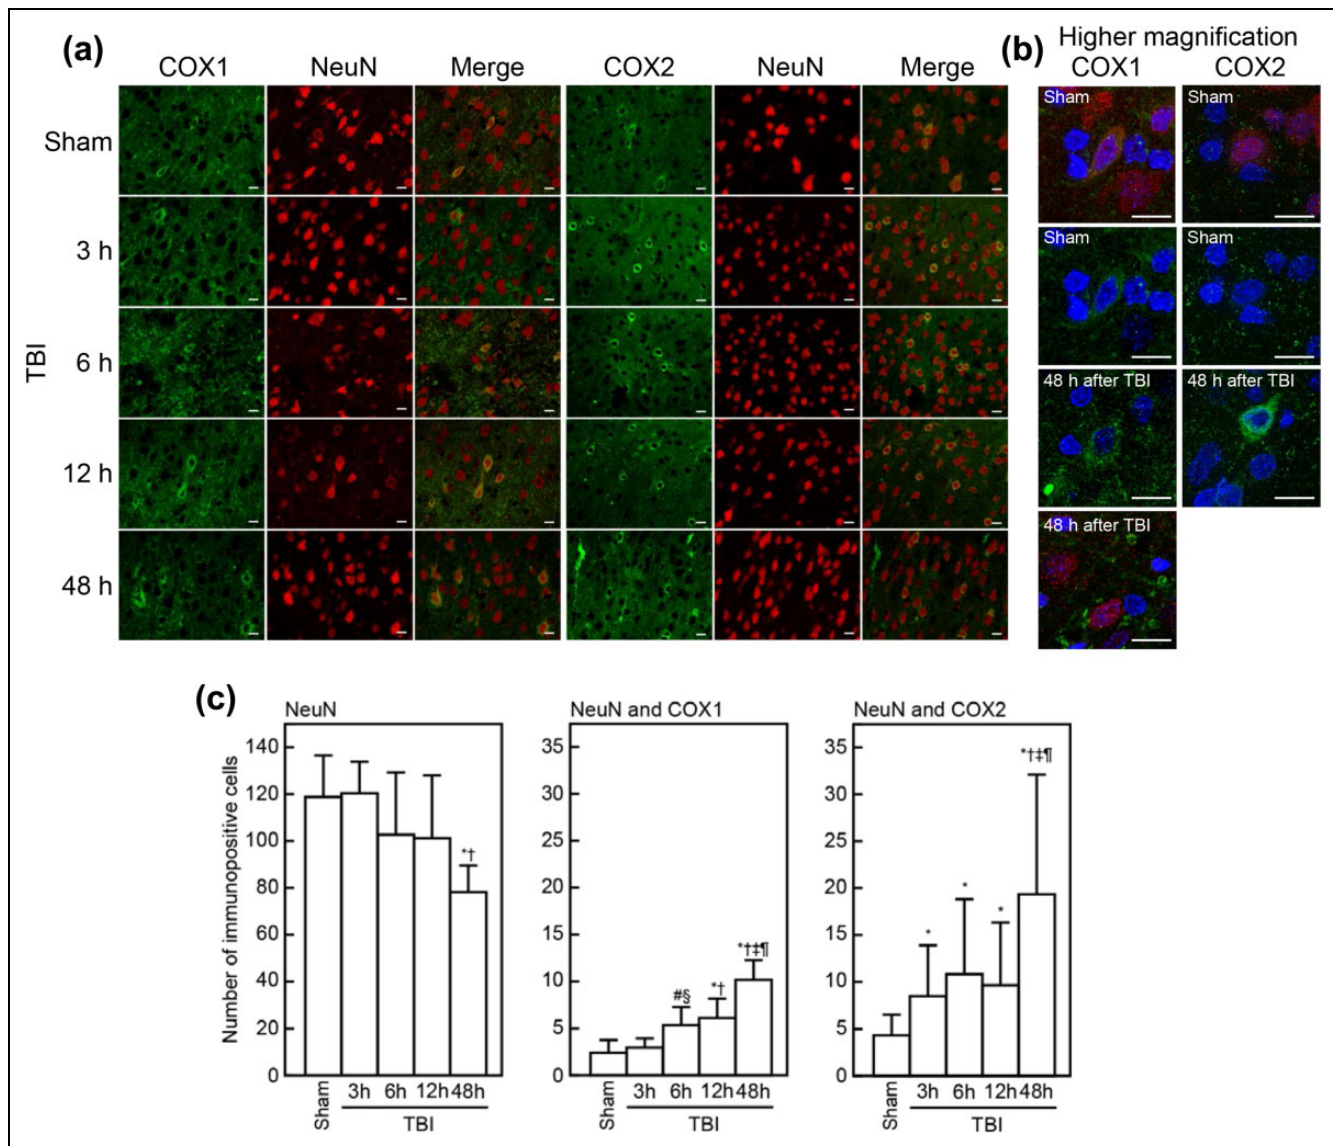 (a)
COX1 NeuN Merge COX2 NeuN Merge
Sham
3 h
6 h
12 h
48 h
TBI
(b) Higher magnification
COX1 COX2
Sham Sham
Sham Sham
48 h after TBI 48 h after TBI
48 h after TBI
(c)
NeuN
Number of immunopositive cells
140
120
100
80
60
40
20
0
*†
Sham 3h 6h 12h 48h
TBI
NeuN and COX1
35
30
25
20
15
10
5
0
#§ *† *†‡¶
Sham 3h 6h 12h 48h
TBI
NeuN and COX2
35
30
25
20
15
10
5
0
* * * *†‡¶
Sham 3h 6h 12h 48h
TBI